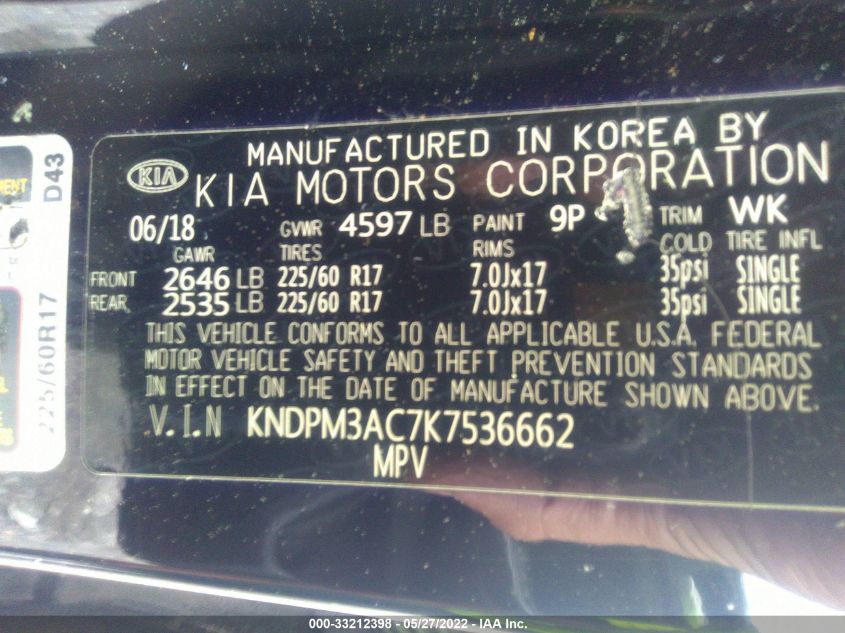 MANUFACTURED IN KOREA BY
KIA KIA MOTORS CORPORATION
06/18 GVWR 4597 LB PAINT 9P TRIM WK
GAWR TIRES RIMS COLD TIRE INFL
FRONT 2646 LB 225/60 R17 7.0Jx17 35psi SINGLE
REAR 2535 LB 225/60 R17 7.0Jx17 35psi SINGLE
THIS VEHICLE CONFORMS TO ALL APPLICABLE U.S.A. FEDERAL
MOTOR VEHICLE SAFETY AND THEFT PREVENTION STANDARDS
IN EFFECT ON THE DATE OF MANUFACTURE SHOWN ABOVE.
V.I.N KNDPM3AC7K7536662
MPV
D43
225/60R17
000-33212398 - 05/27/2022 - IAA Inc.